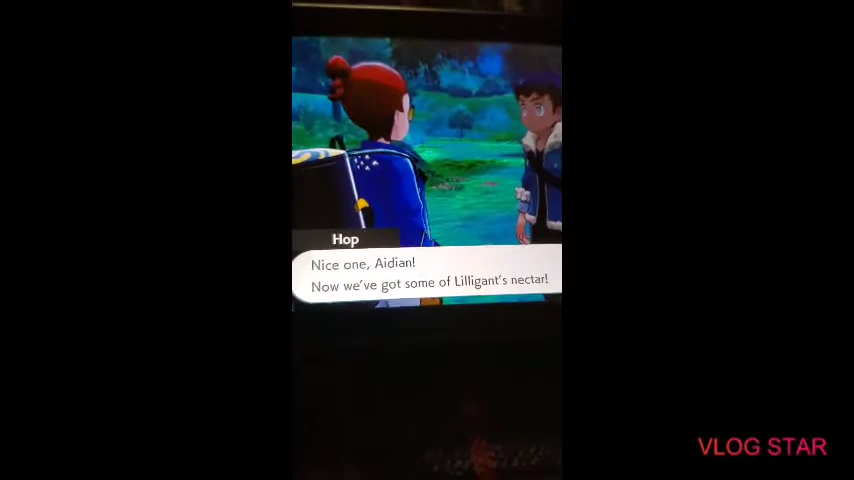 Hop
Nice one, Aidian!
Now we've got some of Lilligant's nectar!
VLOG STAR